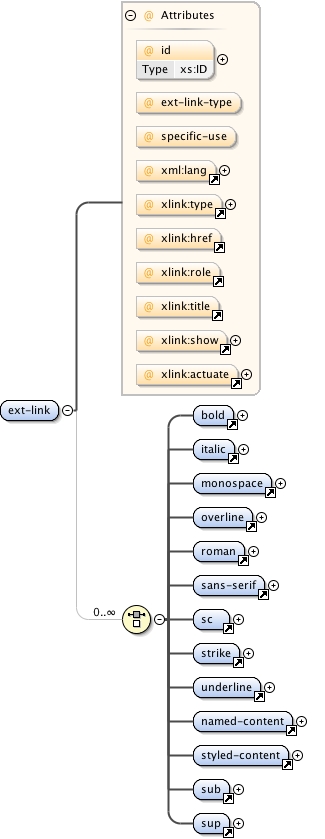 Attributes
@ id
Type xs:ID
@ ext-link-type
@ specific-use
@ xml:lang
@ xlink:type
@ xlink:href
@ xlink:role
@ xlink:title
@ xlink:show
@ xlink:actuate
ext-link
bold
italic
monospace
overline
roman
sans-serif
0..∞
sc
strike
underline
named-content
styled-content
sub
sup